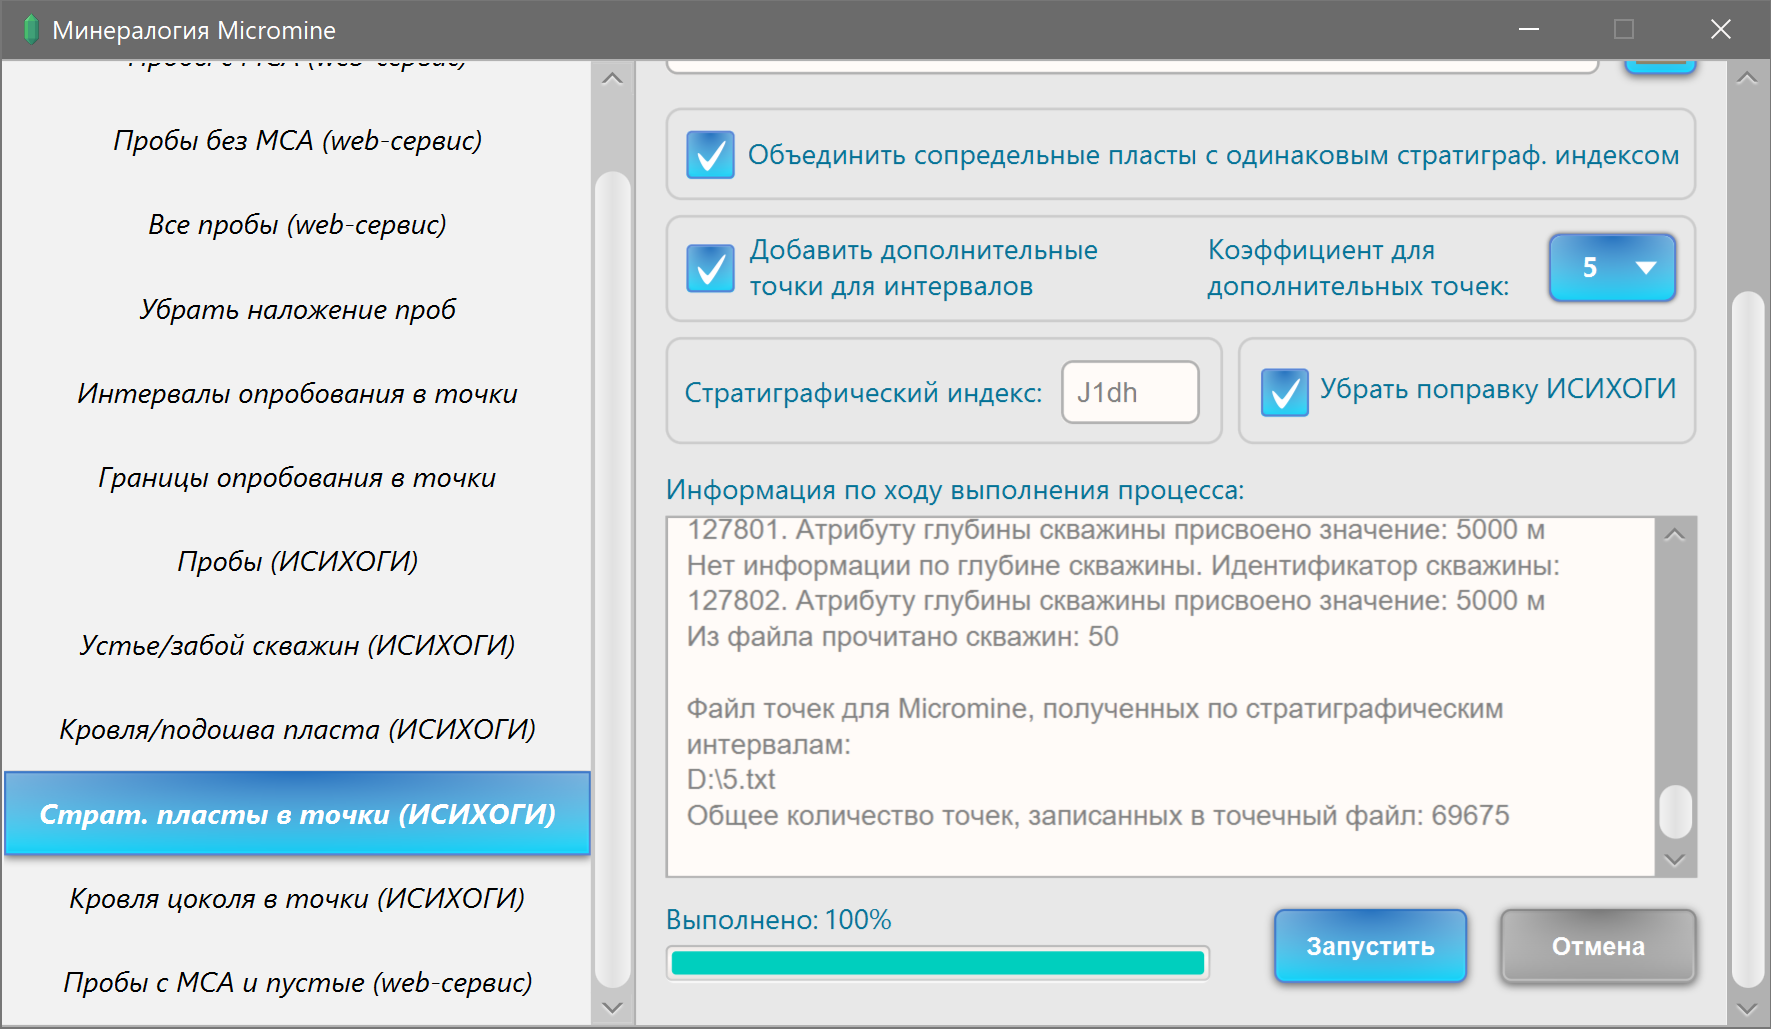 Минералогия Micromine
Пробы с МСА (web-сервис)
Пробы без МСА (web-сервис)
Все пробы (web-сервис)
Убрать наложение проб
Интервалы опробования в точки
Границы опробования в точки
Пробы (ИСИХОГИ)
Устье/забой скважин (ИСИХОГИ)
Кровля/подошва пласта (ИСИХОГИ)
Страт. пласты в точки (ИСИХОГИ)
Кровля цоколя в точки (ИСИХОГИ)
Пробы с МСА и пустые (web-сервис)
Объединить сопредельные пласты с одинаковым стратиграф. индексом
Добавить дополнительные
точки для интервалов
Коэффициент для
дополнительных точек:
5
Стратиграфический индекс:
J1dh
Убрать поправку ИСИХОГИ
Информация по ходу выполнения процесса:
127801. Атрибуту глубины скважины присвоено значение: 5000 м
Нет информации по глубине скважины. Идентификатор скважины:
127802. Атрибуту глубины скважины присвоено значение: 5000 м
Из файла прочитано скважин: 50
Файл точек для Micromine, полученных по стратиграфическим
интервалам:
D:\5.txt
Общее количество точек, записанных в точечный файл: 69675
Выполнено: 100%
Запустить
Отмена